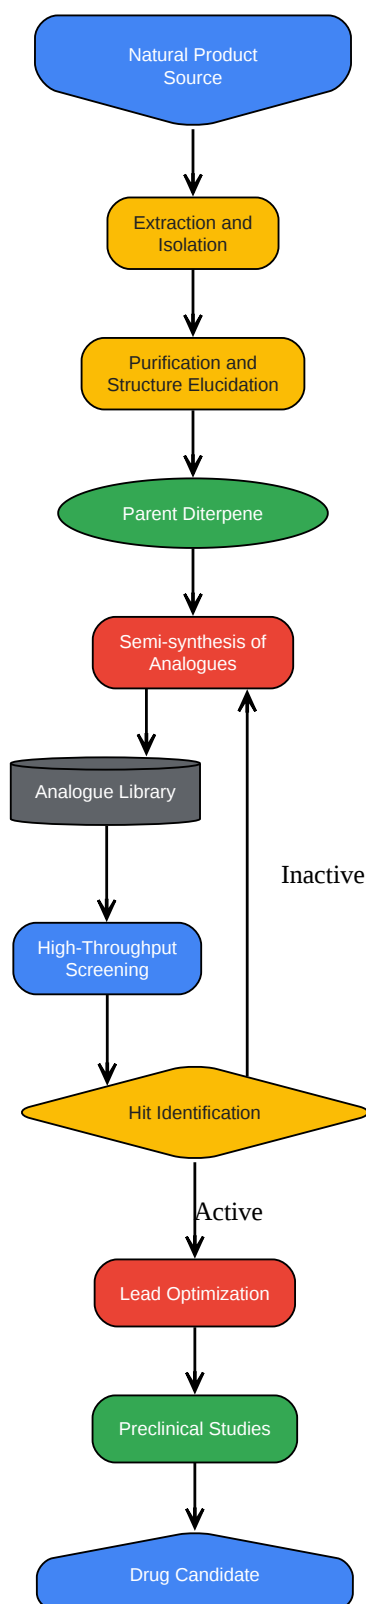 Natural Product
Source
Extraction and
Isolation
Purification and
Structure Elucidation
Parent Diterpene
Semi-synthesis of
Analogues
Analogue Library
Inactive
High-Throughput
Screening
Hit Identification
Active
Lead Optimization
Preclinical Studies
Drug Candidate